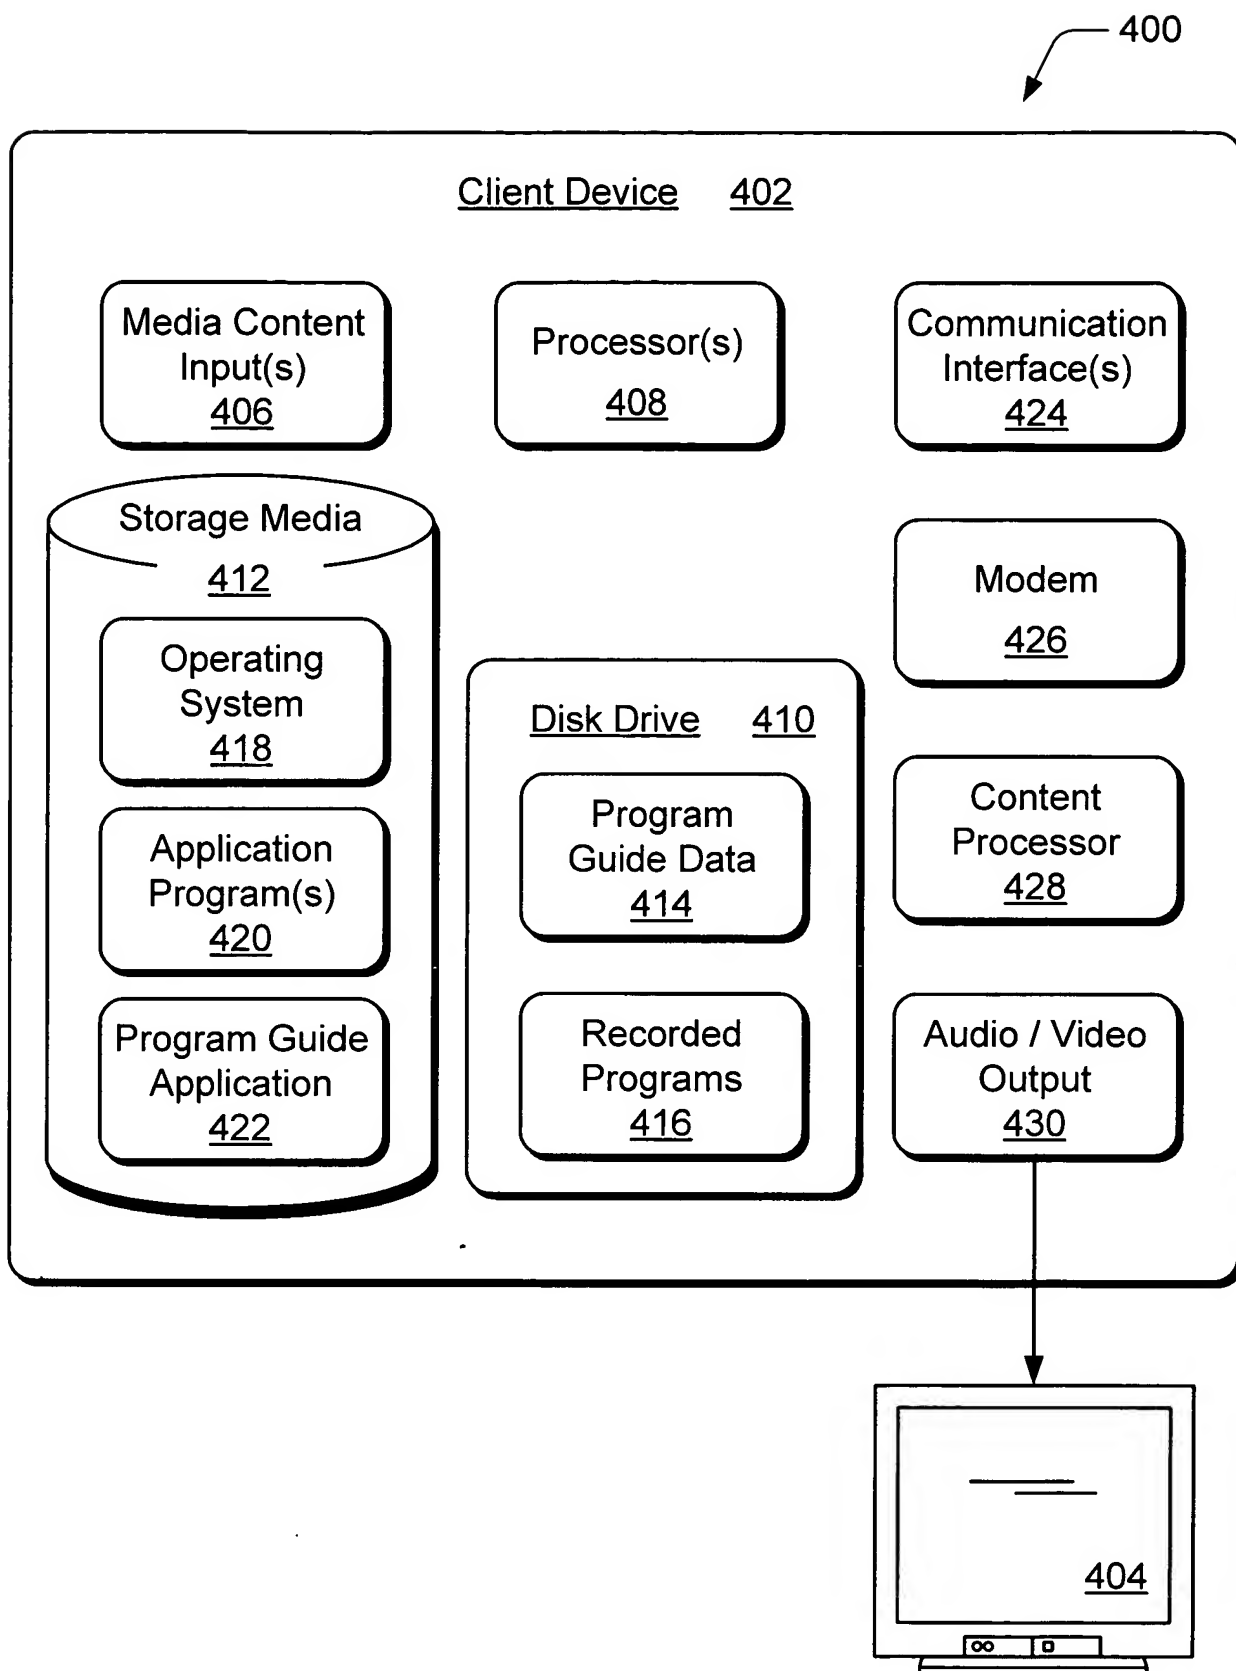 400
Client Device 402
Media Content
Input(s)
406
Processor(s)
408
Communication
Interface(s)
424
Storage Media
412
Operating
System
418
Application
Program(s)
420
Program Guide
Application
422
Disk Drive 410
Program
Guide Data
414
Recorded
Programs
416
Modem
426
Content
Processor
428
Audio / Video
Output
430
404